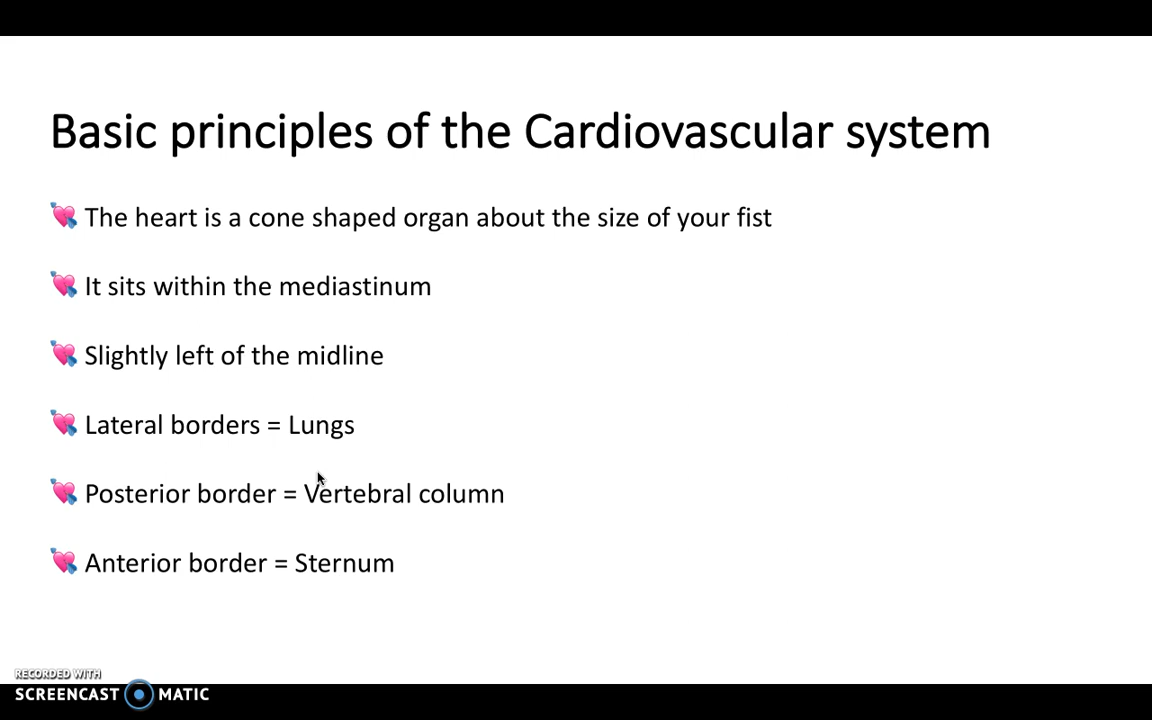 Basic principles of the Cardiovascular system
💘 The heart is a cone shaped organ about the size of your fist
💘 It sits within the mediastinum
💘 Slightly left of the midline
💘 Lateral borders = Lungs
💘 Posterior border = Vertebral column
💘 Anterior border = Sternum
RECORDED WITH
SCREENCAST MATIC